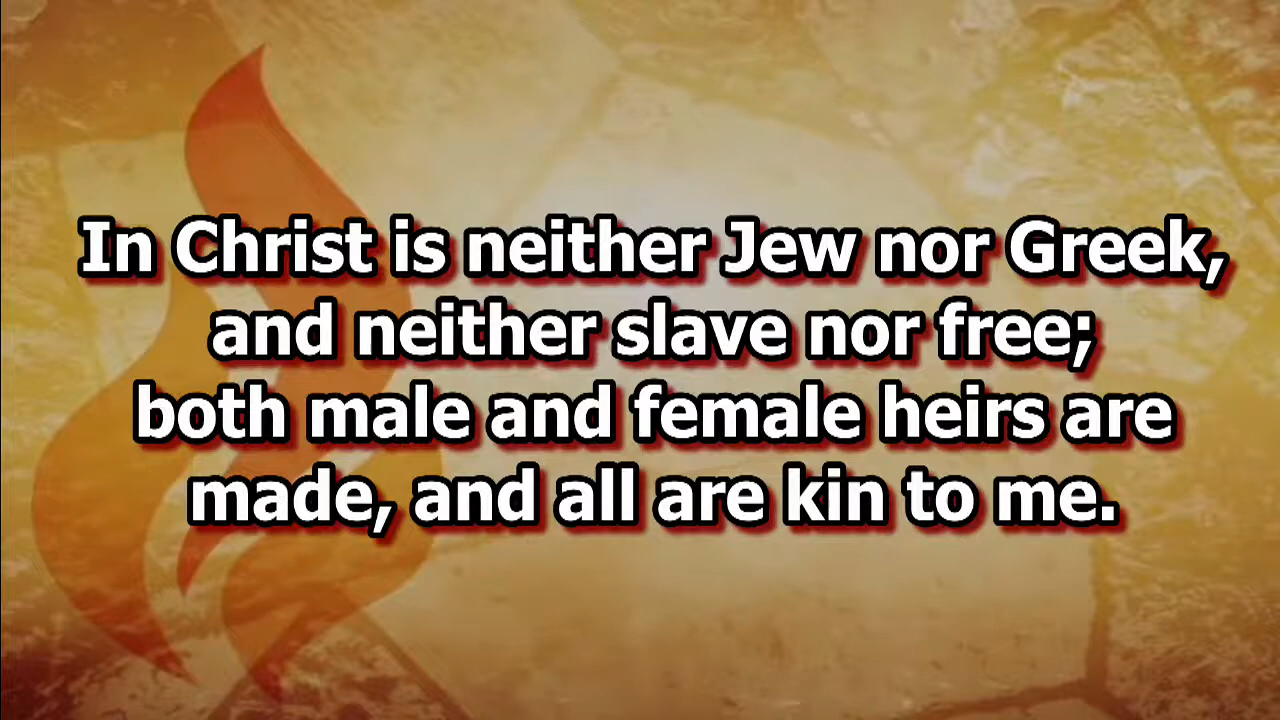 In Christ is neither Jew nor Greek,
and neither slave nor free;
both male and female heirs are
made, and all are kin to me.